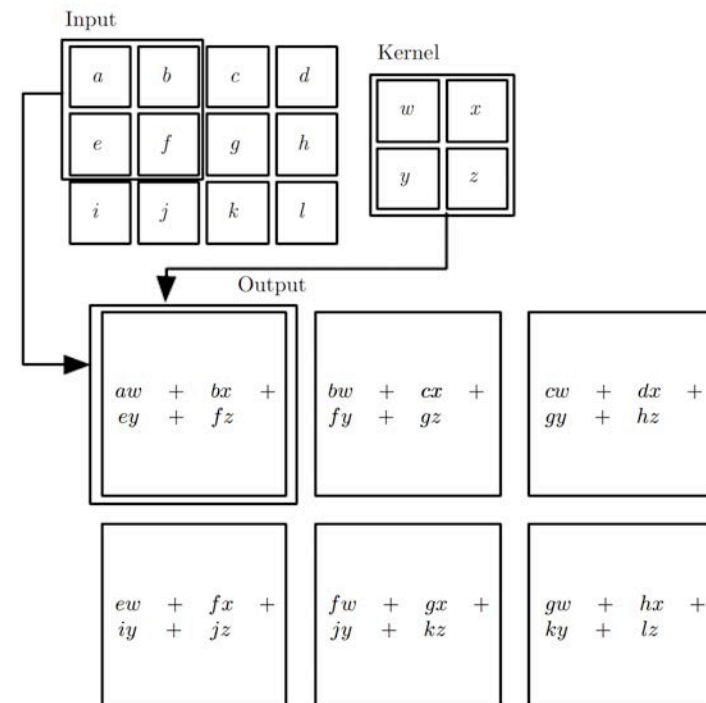 Input
Kernel
a b c d
e f g h
i j k l
w x
y z
Output
aw + bx +
ey + fz
bw + cx +
fy + gz
cw + dx +
gy + hz
ew + fx +
iy + jz
fw + gx +
jy + kz
gw + hx +
ky + lz